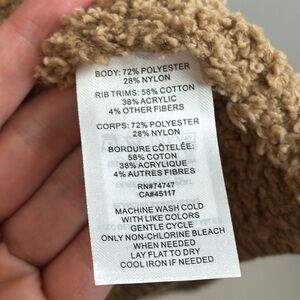 BODY: 72% POLYESTER
28% NYLON
RIB TRIMS: 58% COTTON
38% ACRYLIC
4% OTHER FIBERS
CORPS: 72% POLYESTER
28% NYLON
BORDURE CÔTELÉE:
58% COTON
38% ACRYLIQUE
4% AUTRES FIBRES
RN#74747
CA#45117
MACHINE WASH COLD
WITH LIKE COLORS
GENTLE CYCLE
ONLY NON-CHLORINE BLEACH
WHEN NEEDED
LAY FLAT TO DRY
COOL IRON IF NEEDED